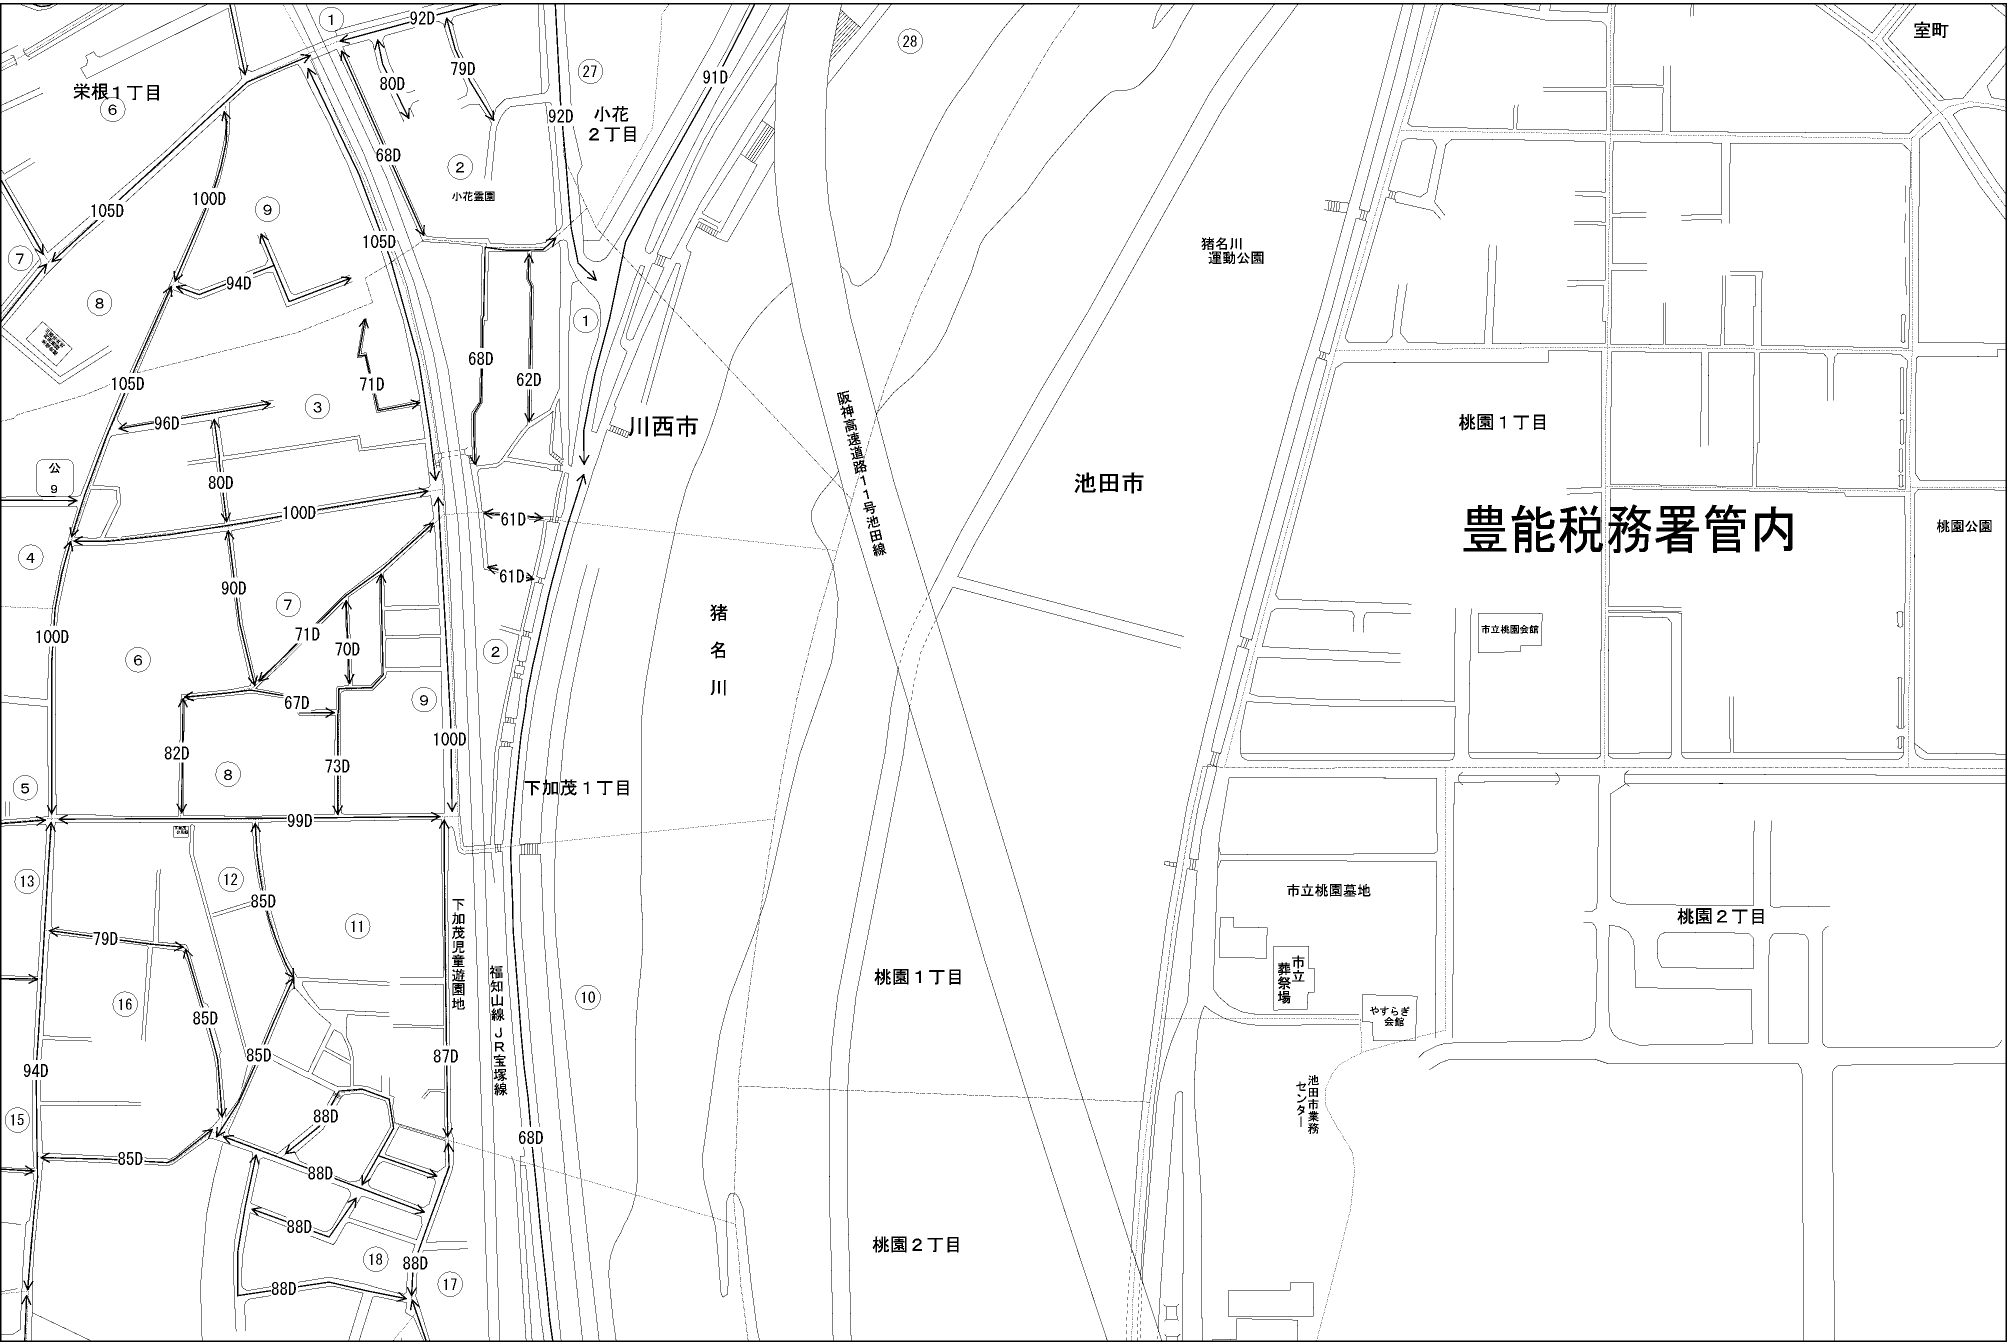 ①
92D
栄根１丁目
⑥
80D
79D
㉗
小花
２丁目
91D
㉘
室町
92D
68D
②
小花霊園
100D
105D
⑨
105D
⑦
94D
⑧
猪名川
運動公園
①
68D
62D
71D
105D
96D
③
川西市
阪神高速道路１１号池田線
桃園１丁目
公
9
80D
100D
61D
池田市
豊能税務署管内
桃園公園
④
90D
61D
⑦
71D
70D
100D
⑥
②
猪名川
市立桃園会館
67D
⑨
82D
73D
100D
⑧
⑤
下加茂１丁目
99D
⑬
⑫
85D
⑪
下加茂児童遊園地
市立桃園墓地
桃園２丁目
79D
⑯
85D
福知山線ＪＲ宝塚線
⑩
桃園１丁目
市立
葬祭場
やすらぎ
会館
85D
87D
94D
⑮
88D
68D
池田市業務
センター
85D
88D
88D
⑱
88D
⑰
88D
桃園２丁目